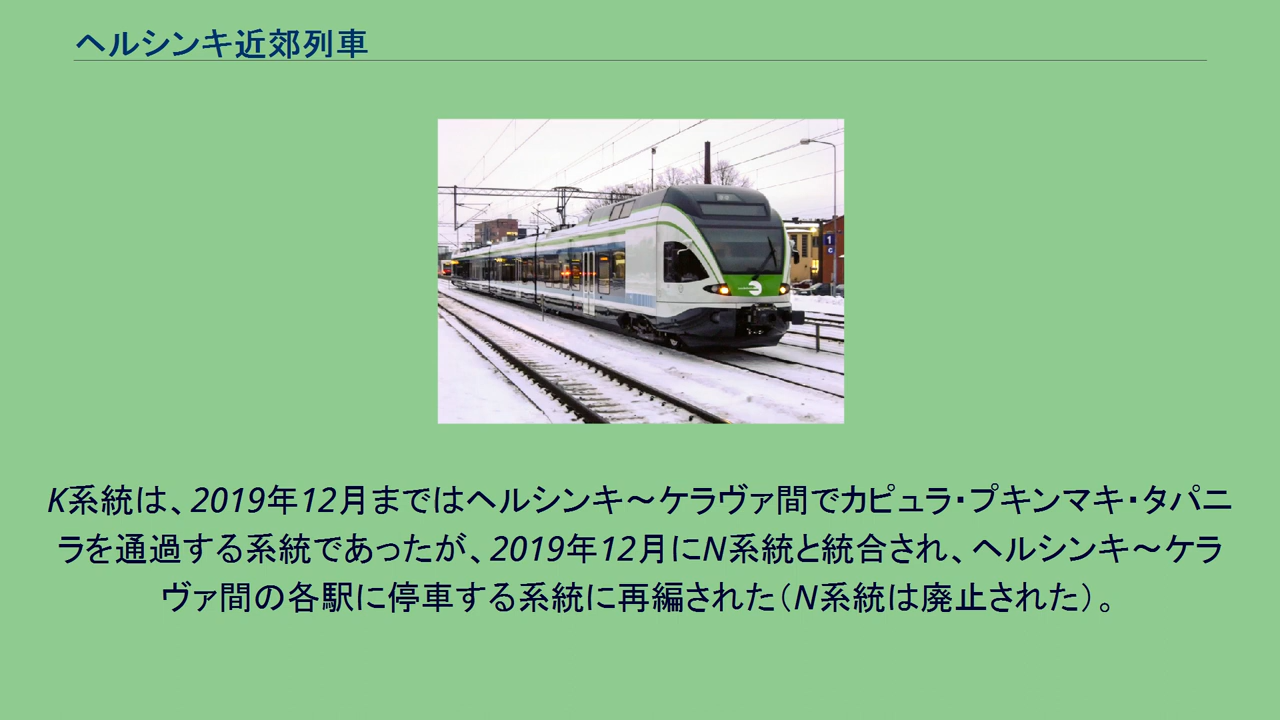 ヘルシンキ近郊列車
1
K系統は、2019年12月まではヘルシンキ～ケラヴァ間でカピュラ・プキンマキ・タパニ
ラを通過する系統であったが、2019年12月にN系統と統合され、ヘルシンキ～ケラ
ヴァ間の各駅に停車する系統に再編された（N系統は廃止された）。